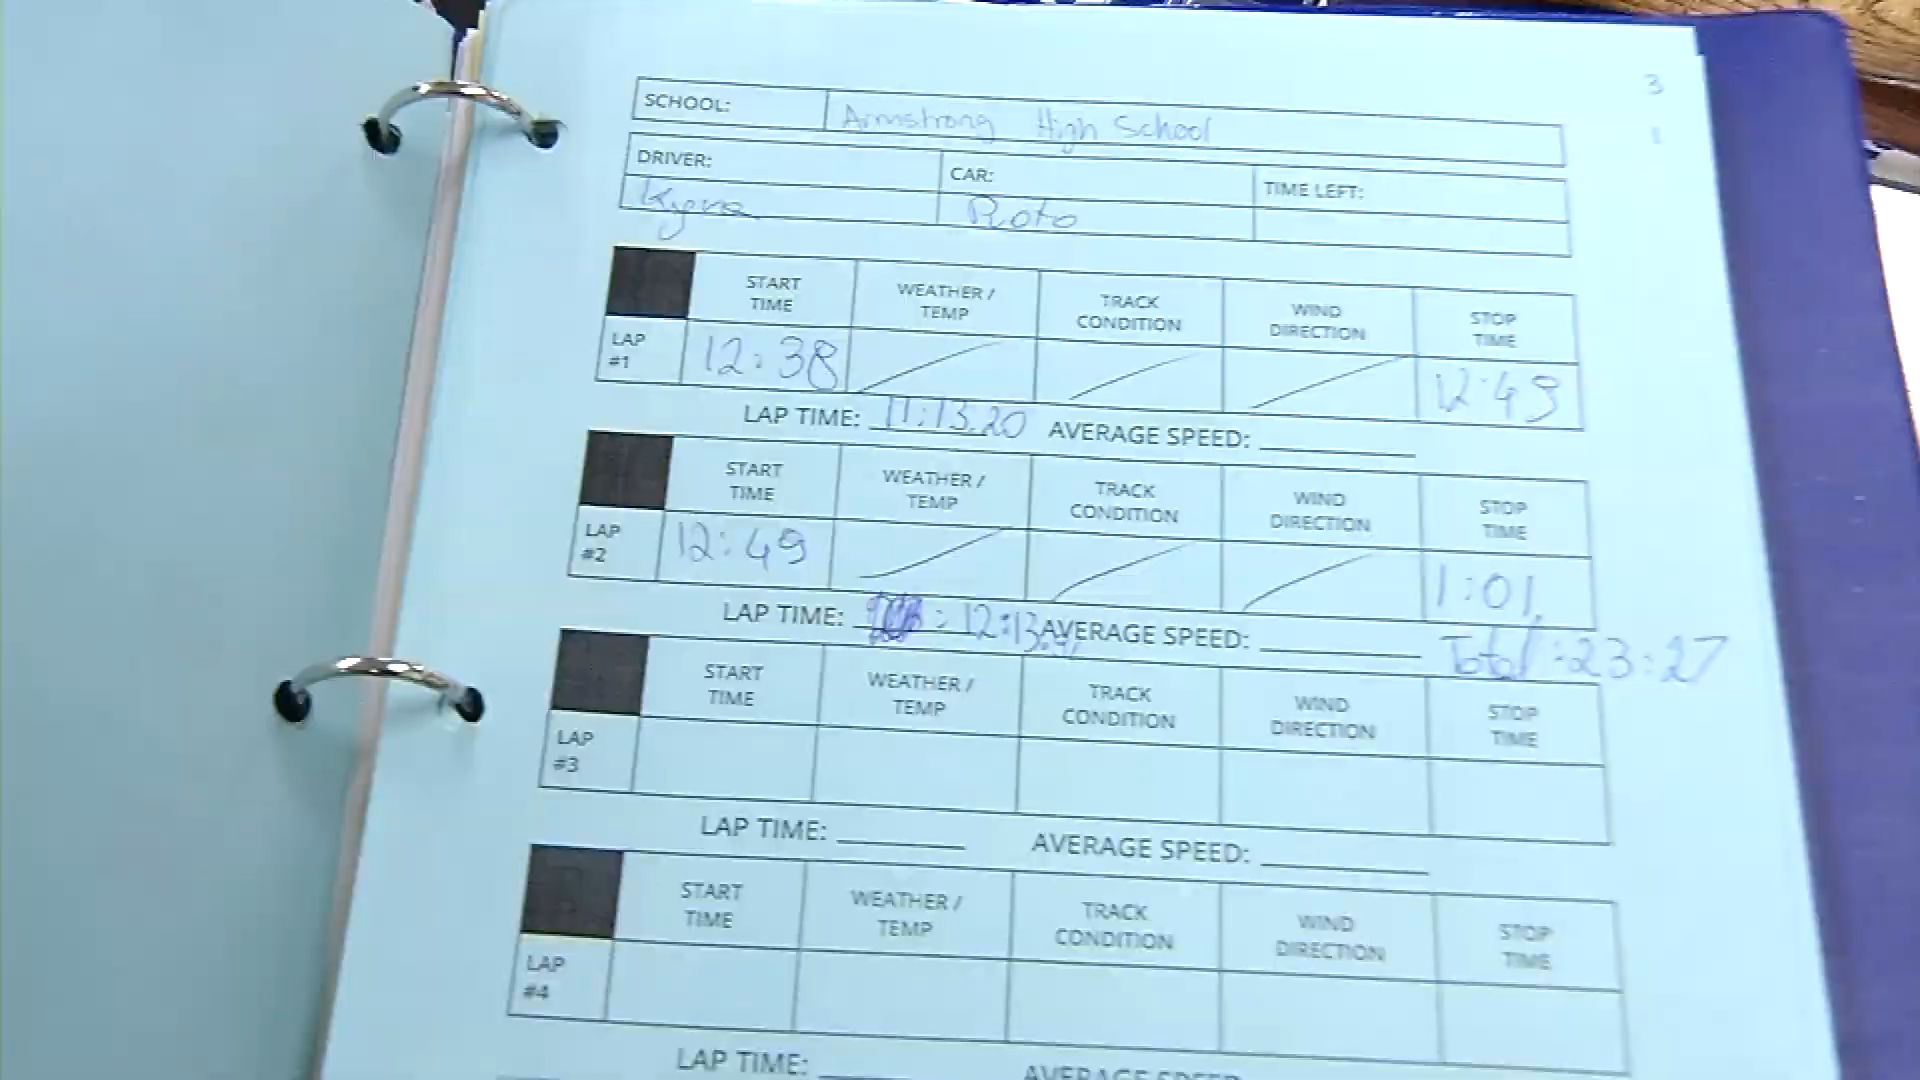 3
1
SCHOOL: Armstrong High School
DRIVER: CAR: TIME LEFT:
Kyra Proto
START TIME WEATHER / TEMP TRACK CONDITION WIND DIRECTION STOP TIME
LAP #1 12:38 12:49
LAP TIME: 11:13.20 AVERAGE SPEED:
START TIME WEATHER / TEMP TRACK CONDITION WIND DIRECTION STOP TIME
LAP #2 12:49 1:01
LAP TIME: 12:13.41 AVERAGE SPEED: Total: 23:27
START TIME WEATHER / TEMP TRACK CONDITION WIND DIRECTION STOP TIME
LAP #3
LAP TIME: AVERAGE SPEED:
START TIME WEATHER / TEMP TRACK CONDITION WIND DIRECTION STOP TIME
LAP #4
LAP TIME: AVERAGE SPEED: